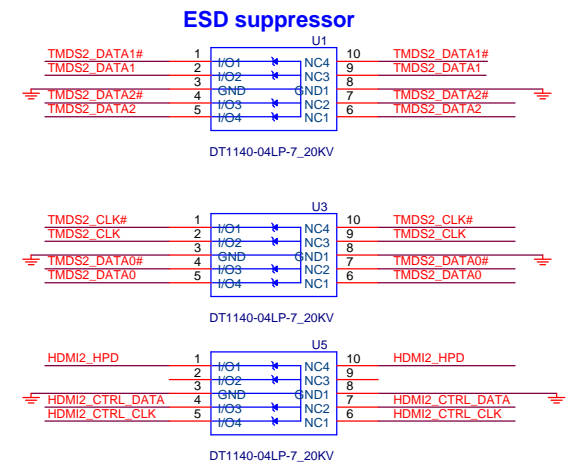 ESD suppressor
U1
TMDS2_DATA1# 1 I/O1 NC4 10 TMDS2_DATA1#
TMDS2_DATA1 2 I/O2 NC3 9 TMDS2_DATA1
3 GND GND1 8
TMDS2_DATA2# 4 I/O3 NC2 7 TMDS2_DATA2#
TMDS2_DATA2 5 I/O4 NC1 6 TMDS2_DATA2
DT1140-04LP-7_20KV
U3
TMDS2_CLK# 1 I/O1 NC4 10 TMDS2_CLK#
TMDS2_CLK 2 I/O2 NC3 9 TMDS2_CLK
3 GND GND1 8
TMDS2_DATA0# 4 I/O3 NC2 7 TMDS2_DATA0#
TMDS2_DATA0 5 I/O4 NC1 6 TMDS2_DATA0
DT1140-04LP-7_20KV
U5
HDMI2_HPD 1 I/O1 NC4 10 HDMI2_HPD
2 I/O2 NC3 9
3 GND GND1 8
HDMI2_CTRL_DATA 4 I/O3 NC2 7 HDMI2_CTRL_DATA
HDMI2_CTRL_CLK 5 I/O4 NC1 6 HDMI2_CTRL_CLK
DT1140-04LP-7_20KV